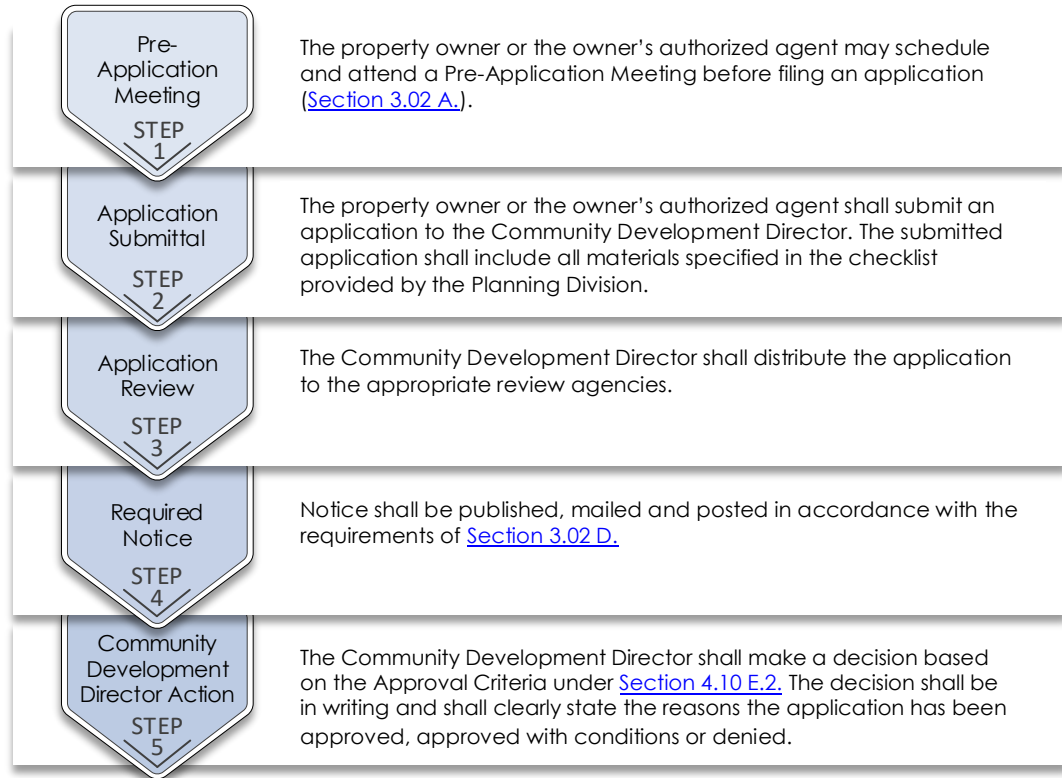 Pre-
Application
Meeting
STEP
1
The property owner or the owner’s authorized agent may schedule
and attend a Pre-Application Meeting before filing an application
(Section 3.02 A.).
Application
Submittal
STEP
2
The property owner or the owner’s authorized agent shall submit an
application to the Community Development Director. The submitted
application shall include all materials specified in the checklist
provided by the Planning Division.
Application
Review
STEP
3
The Community Development Director shall distribute the application
to the appropriate review agencies.
Required
Notice
STEP
4
Notice shall be published, mailed and posted in accordance with the
requirements of Section 3.02 D.
Community
Development
Director Action
STEP
5
The Community Development Director shall make a decision based
on the Approval Criteria under Section 4.10 E.2. The decision shall be
in writing and shall clearly state the reasons the application has been
approved, approved with conditions or denied.